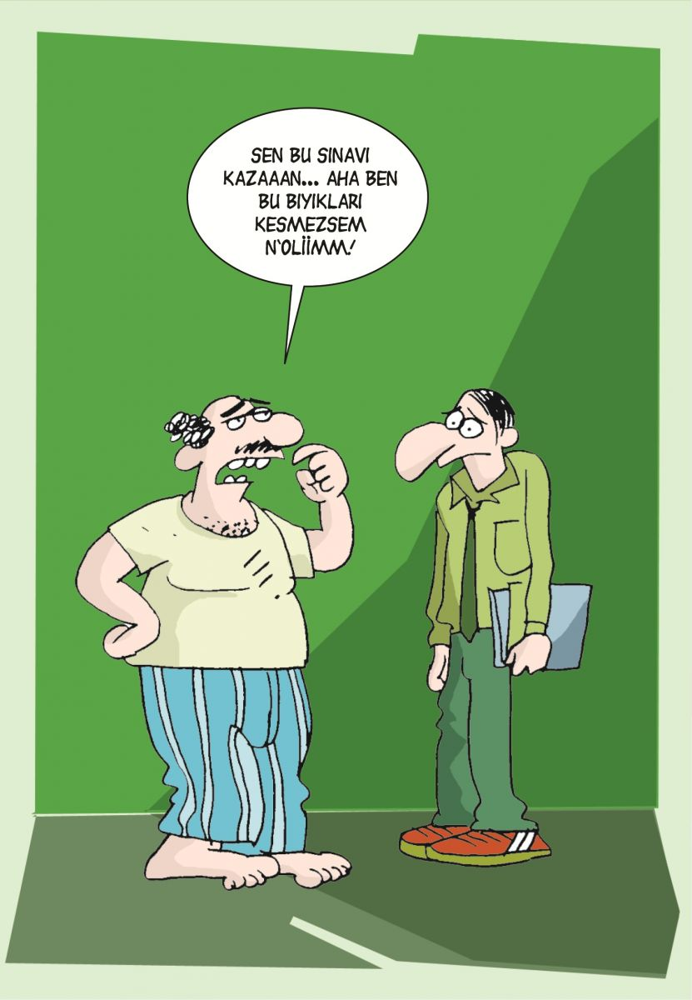 SEN BU SINAVI
KAZAAAN... AHA BEN
BU BIYIKLARI
KESMEZSEM
N'OLİİMM!